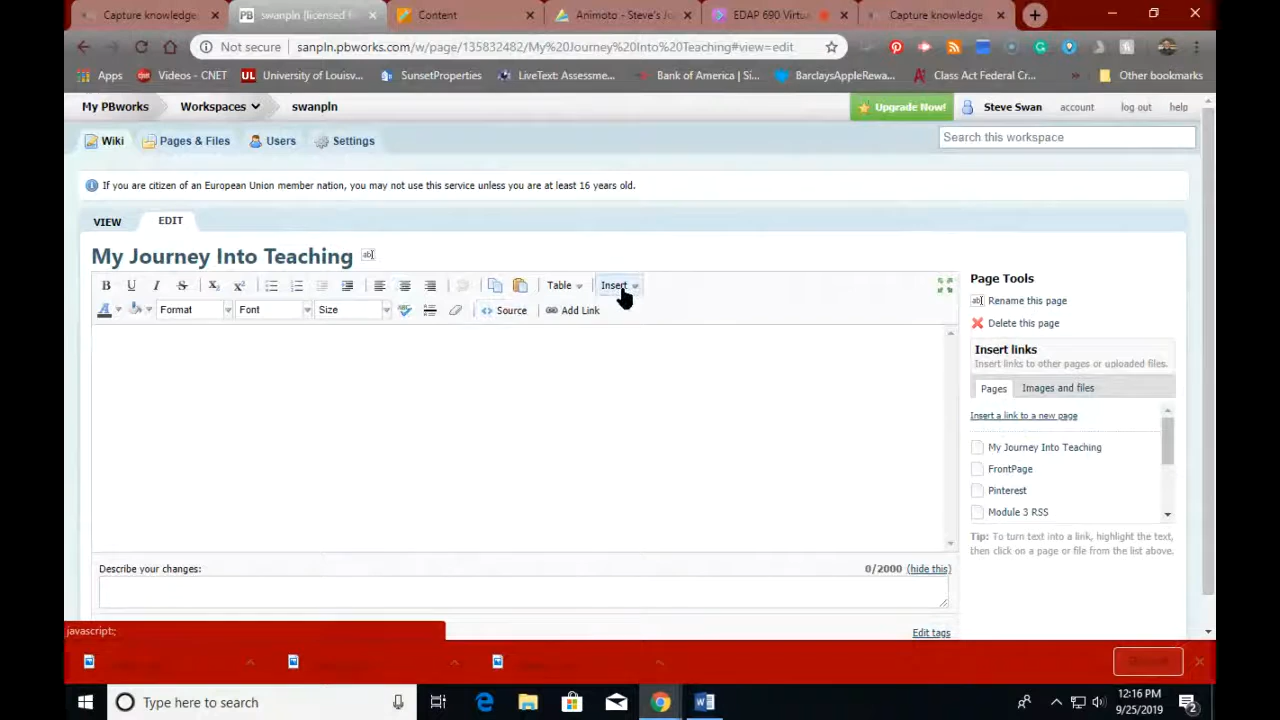 Capture knowledge.
swanpln (licensed f
Content
Animoto - Steve's Jo
EDAP 690 Virtu
Capture knowledge
Not secure
sanpln.pbworks.com/w/page/135832482/My%20Journey%20Into%20Teaching#view=edit
Apps
Videos - CNET
University of Louisv...
SunsetProperties
LiveText: Assessme...
Bank of America | Si...
BarclaysAppleRewa...
Class Act Federal Cr...
»
Other bookmarks
My PBworks
Workspaces
swanpln
Upgrade Now!
Steve Swan
account
log out
help
Wiki
Pages & Files
Users
Settings
Search this workspace
If you are citizen of an European Union member nation, you may not use this service unless you are at least 16 years old.
VIEW
EDIT
My Journey Into Teaching
Table
Insert
Format
Font
Size
Source
Add Link
Describe your changes:
0/2000 (hide this)
Edit tags
Page Tools
Rename this page
Delete this page
Insert links
Insert links to other pages or uploaded files.
Pages
Images and files
Insert a link to a new page
My Journey Into Teaching
FrontPage
Pinterest
Module 3 RSS
Tip: To turn text into a link, highlight the text,
then click on a page or file from the list above.
javascript:;
Type here to search
12:16 PM
9/25/2019
2